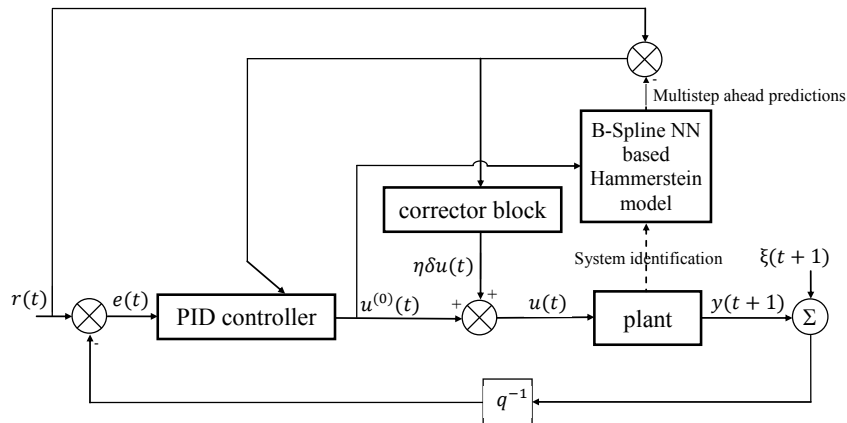 -
Multistep ahead predictions
B-Spline NN
based
Hammerstein
model
corrector block
ηδu(t)
System identification
ξ(t + 1)
r(t)
e(t)
PID controller
u⁽⁰⁾(t)
+
+
u(t)
plant
y(t + 1)
Σ
-
q⁻¹